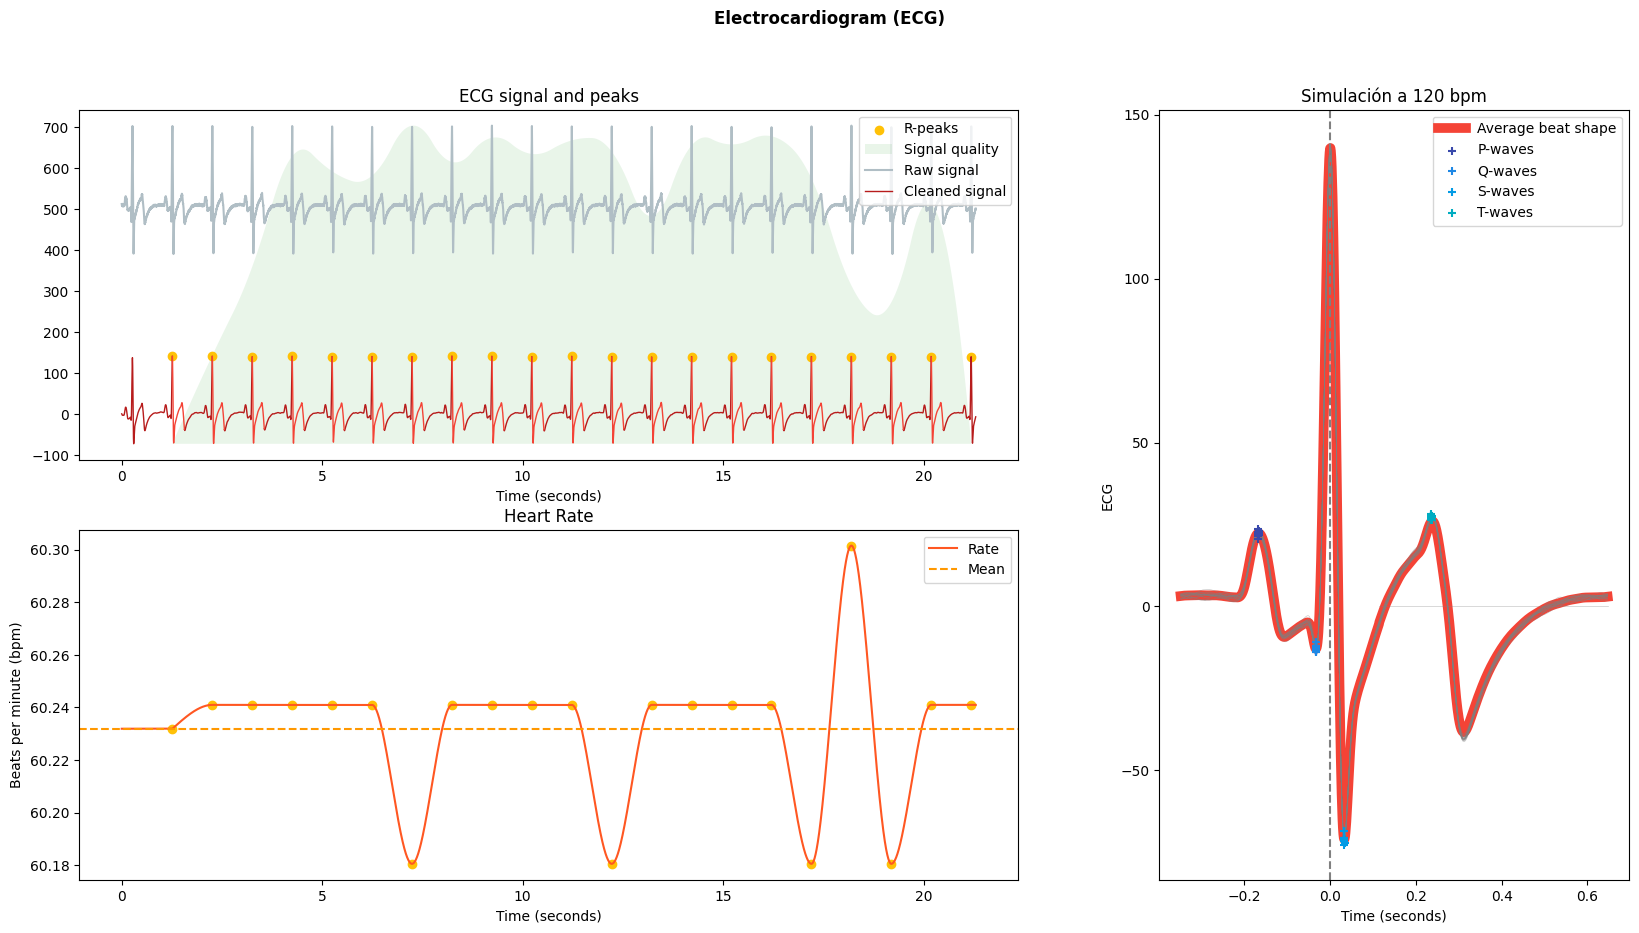 Electrocardiogram (ECG)
ECG signal and peaks
700
600
500
400
300
200
100
0
−100
0
5
10
15
20
Time (seconds)
R-peaks
Signal quality
Raw signal
Cleaned signal
Heart Rate
Beats per minute (bpm)
60.30
60.28
60.26
60.24
60.22
60.20
60.18
0
5
10
15
20
Time (seconds)
Rate
Mean
Simulación a 120 bpm
ECG
150
100
50
0
−50
−0.2
0.0
0.2
0.4
0.6
Time (seconds)
Average beat shape
P-waves
Q-waves
S-waves
T-waves